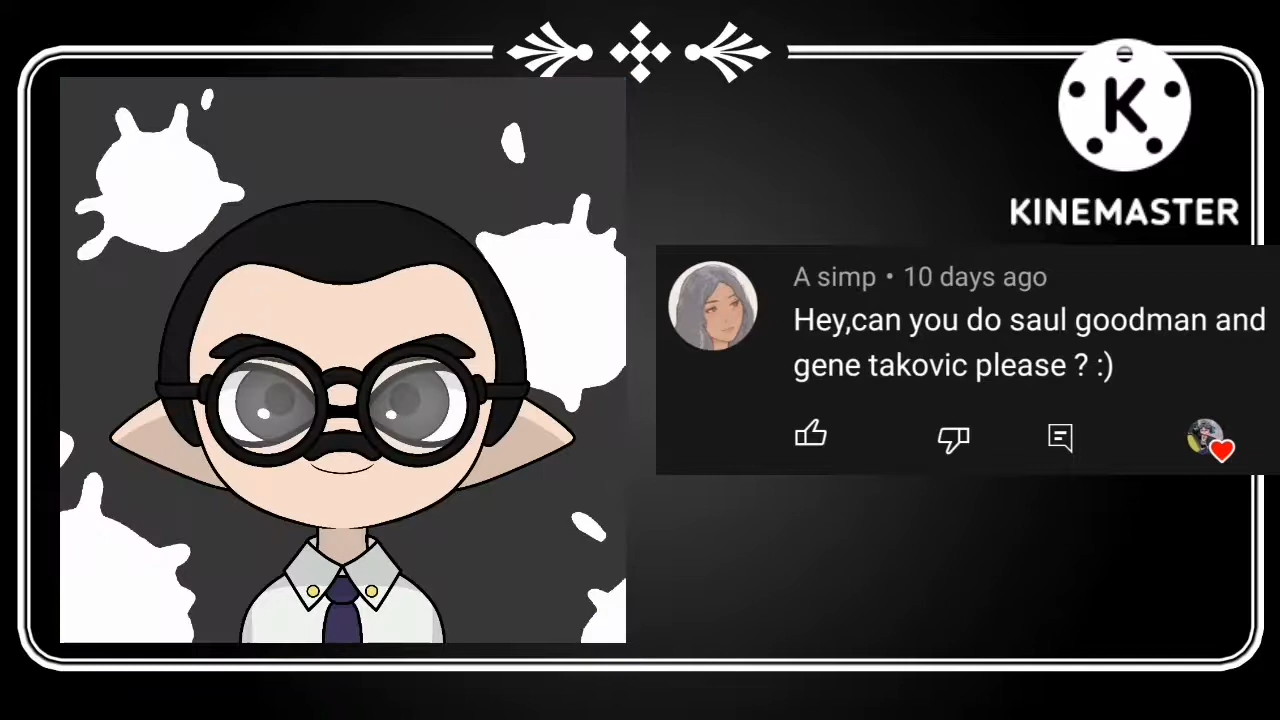 K
KINEMASTER
A simp • 10 days ago
Hey,can you do saul goodman and
gene takovic please ? :)